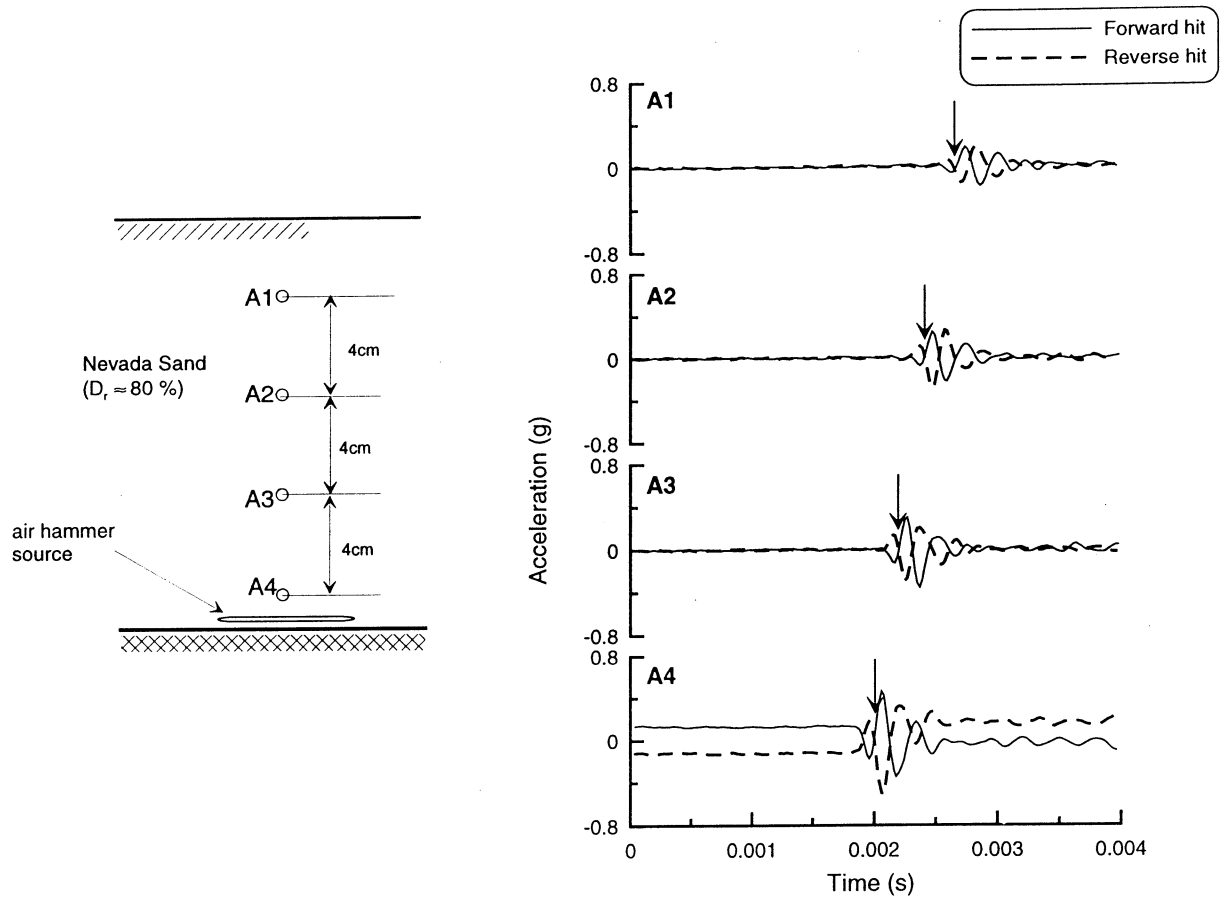 Forward hit
Reverse hit
0.8
A1
0
-0.8
0.8
A2
0
-0.8
0.8
A3
0
-0.8
0.8
A4
0
-0.8
0
0.001
0.002
0.003
0.004
Time (s)
Acceleration (g)
A1
4cm
Nevada Sand
(Dr ≈ 80 %)
A2
4cm
A3
air hammer
source
4cm
A4